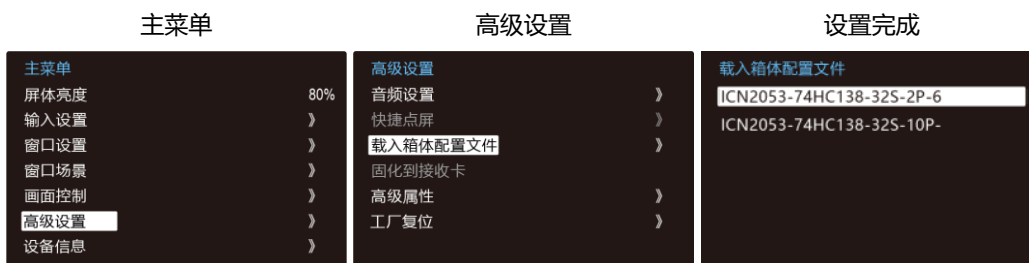 主菜单
高级设置
设置完成
主菜单
屏体亮度 80%
输入设置 》
窗口设置 》
窗口场景 》
画面控制 》
高级设置 》
设备信息 》
高级设置
音频设置 》
快捷点屏 》
载入箱体配置文件 》
固化到接收卡
高级属性 》
工厂复位 》
载入箱体配置文件
ICN2053-74HC138-32S-2P-6
ICN2053-74HC138-32S-10P-